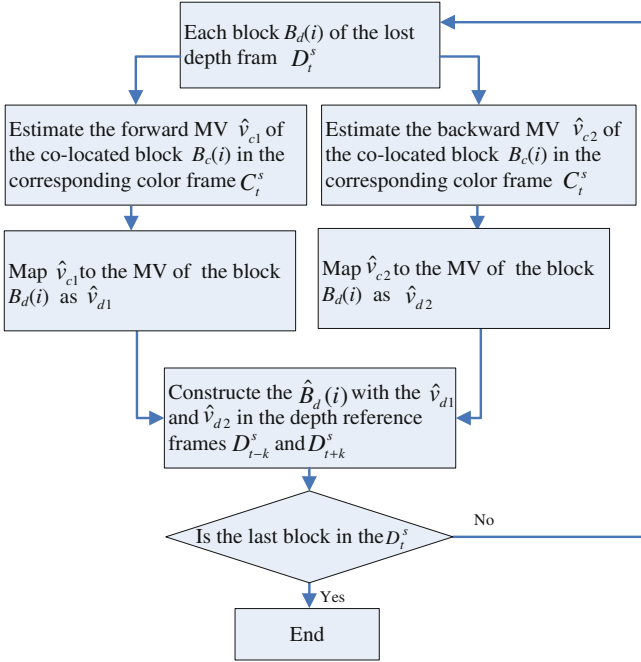 Each block B_d(i) of the lost
depth fram D_t^s
Estimate the forward MV v̂_c1 of
the co-located block B_c(i) in the
corresponding color frame C_t^s
Estimate the backward MV v̂_c2 of
the co-located block B_c(i) in the
corresponding color frame C_t^s
Map v̂_c1 to the MV of the block
B_d(i) as v̂_d1
Map v̂_c2 to the MV of the block
B_d(i) as v̂_d2
Constructe the B̂_d(i) with the v̂_d1
and v̂_d2 in the depth reference
frames D_{t-k}^s and D_{t+k}^s
Is the last block in the D_t^s
No
Yes
End